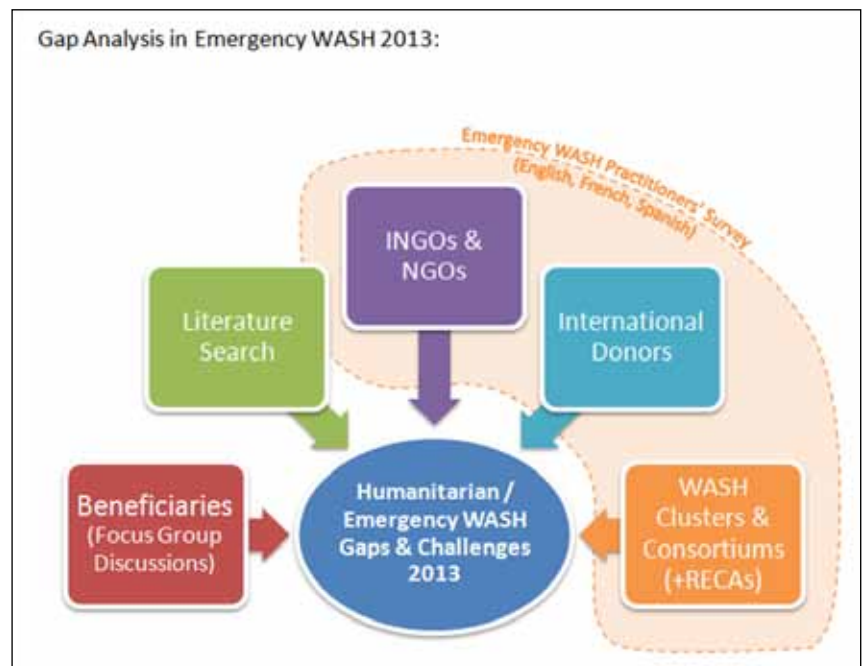 Gap Analysis in Emergency WASH 2013:
Emergency WASH Practitioners' Survey
(English, French, Spanish)
INGOs &
NGOs
Literature
Search
International
Donors
Beneficiaries
(Focus Group
Discussions)
Humanitarian /
Emergency WASH
Gaps & Challenges
2013
WASH
Clusters &
Consortiums
(+RECAs)